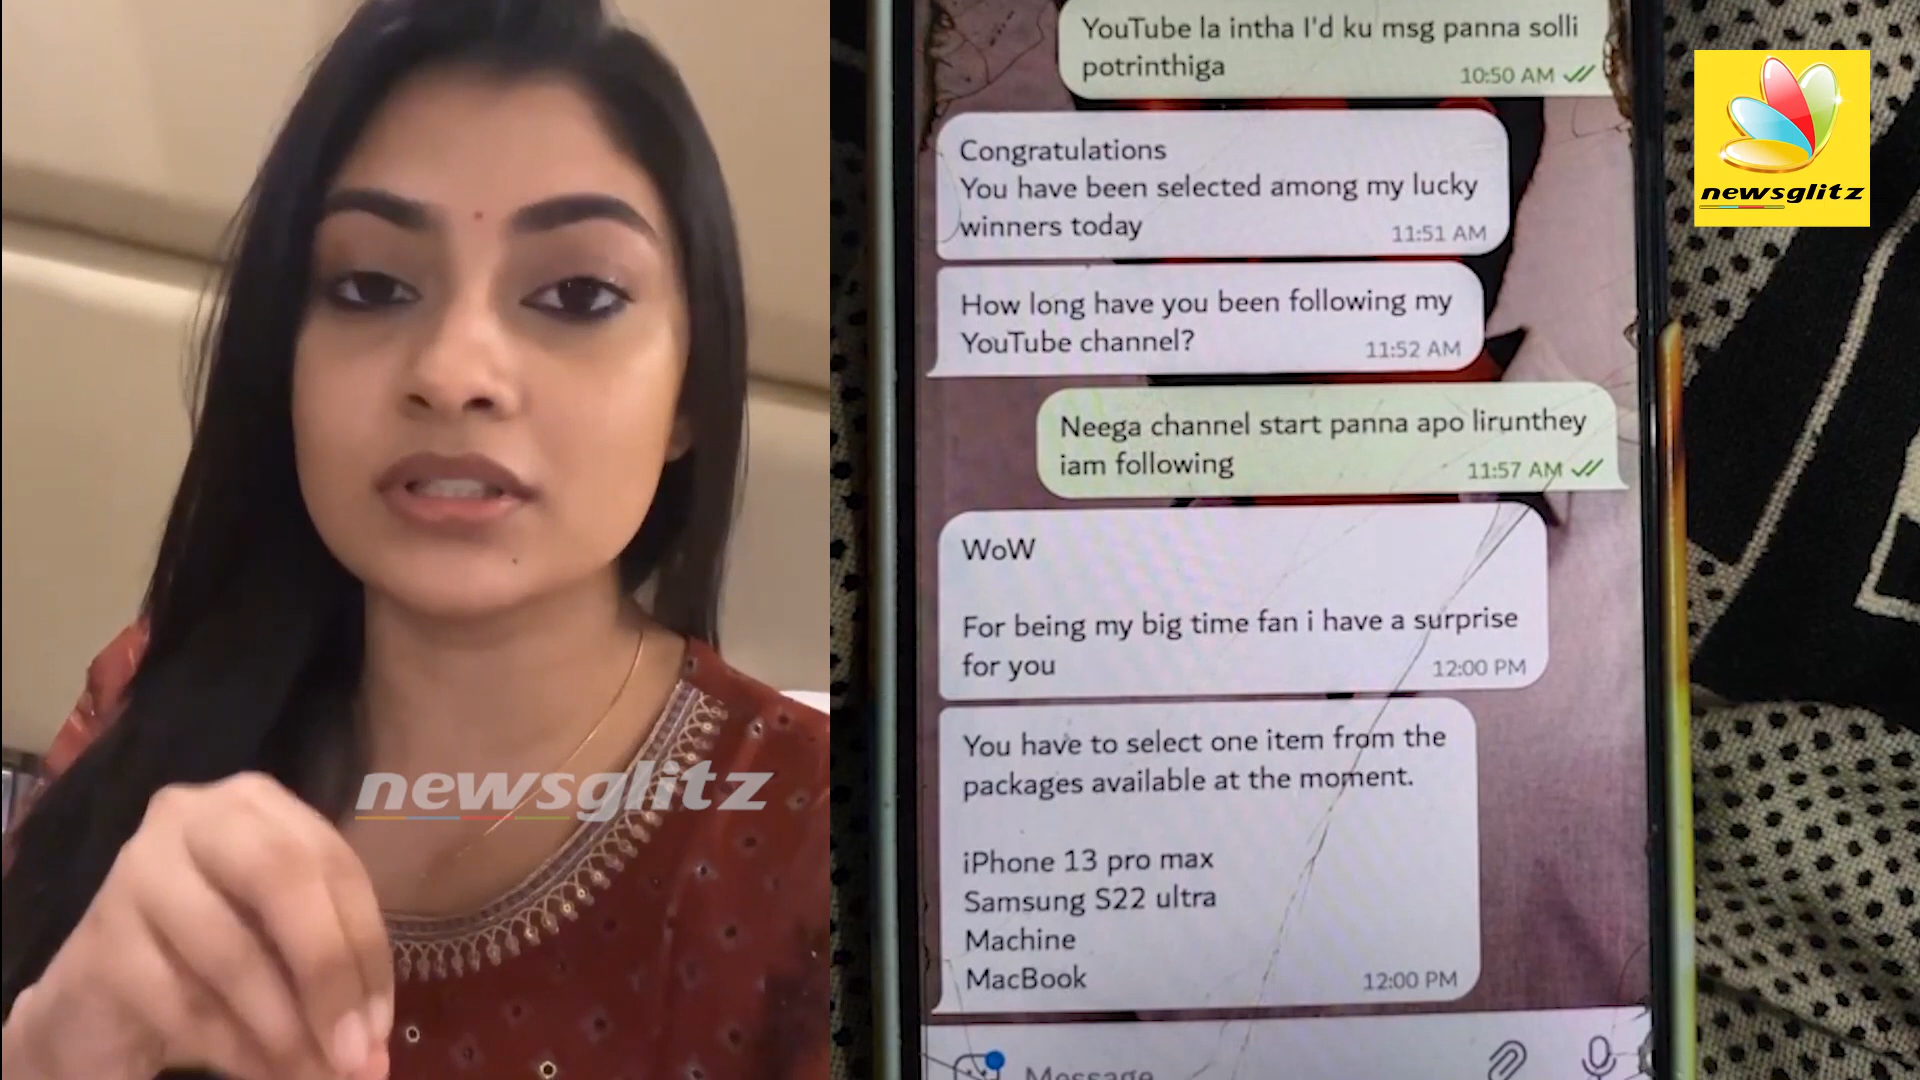 YouTube la intha I'd ku msg panna solli
potrinthiga
10:50 AM
Congratulations
You have been selected among my lucky
winners today
11:51 AM
How long have you been following my
YouTube channel?
11:52 AM
Neega channel start panna apo lirunthey
iam following
11:57 AM
WoW
For being my big time fan i have a surprise
for you
12:00 PM
You have to select one item from the
packages available at the moment.
iPhone 13 pro max
Samsung S22 ultra
Machine
MacBook
12:00 PM
Message
newsglitz
newsglitz